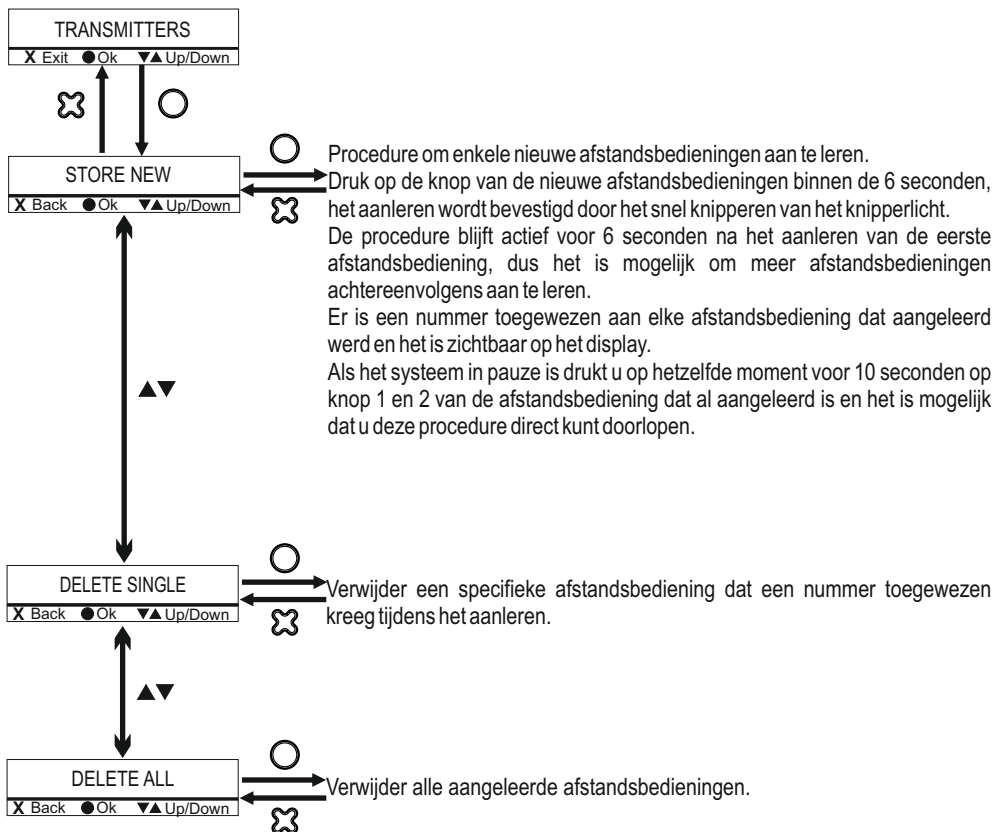 TRANSMITTERS
X Exit ●Ok ▼▲Up/Down
STORE NEW
X Back ●Ok ▼▲Up/Down
Procedure om enkele nieuwe afstandsbedieningen aan te leren.
Druk op de knop van de nieuwe afstandsbedieningen binnen de 6 seconden,
het aanleren wordt bevestigd door het snel knipperen van het knipperlicht.
De procedure blijft actief voor 6 seconden na het aanleren van de eerste
afstandsbediening, dus het is mogelijk om meer afstandsbedieningen
achtereenvolgens aan te leren.
Er is een nummer toegewezen aan elke afstandsbediening dat aangeleerd
werd en het is zichtbaar op het display.
Als het systeem in pauze is drukt u op hetzelfde moment voor 10 seconden op
knop 1 en 2 van de afstandsbediening dat al aangeleerd is en het is mogelijk
dat u deze procedure direct kunt doorlopen.
▲▼
DELETE SINGLE
X Back ●Ok ▼▲Up/Down
Verwijder een specifieke afstandsbediening dat een nummer toegewezen
kreeg tijdens het aanleren.
▲▼
DELETE ALL
X Back ●Ok ▼▲Up/Down
Verwijder alle aangeleerde afstandsbedieningen.